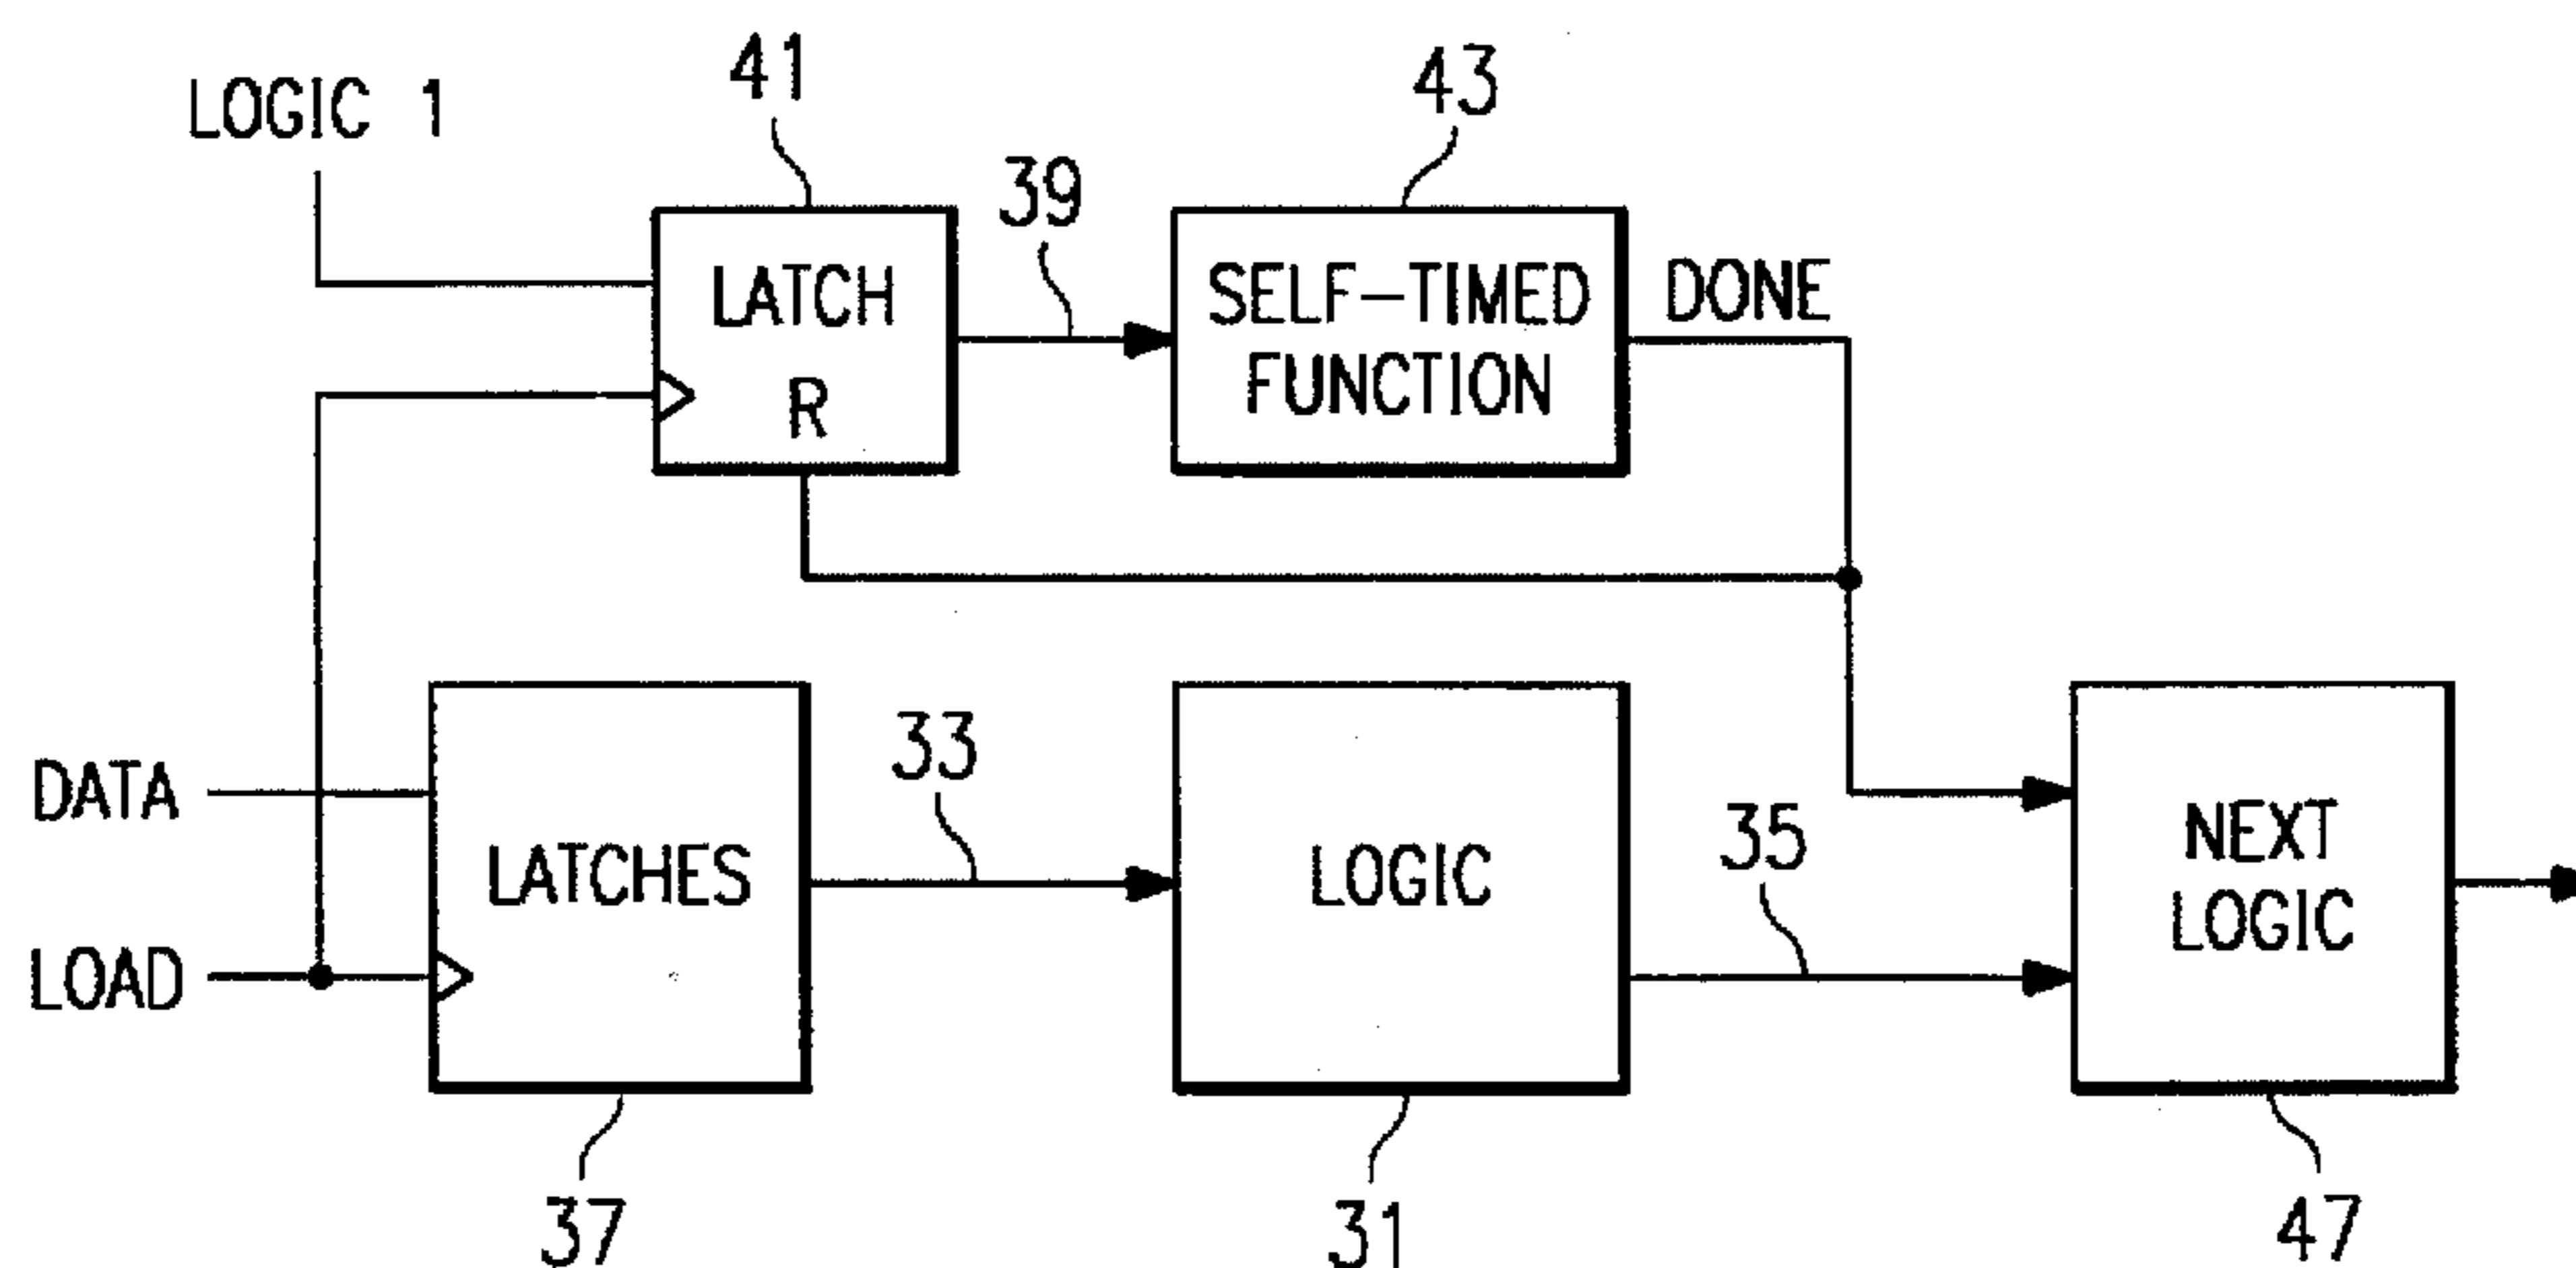 41
43
LOGIC 1
39
LATCH
R
SELF-TIMED
FUNCTION
DONE
33
35
DATA
LATCHES
LOGIC
NEXT
LOGIC
LOAD
37
31
47